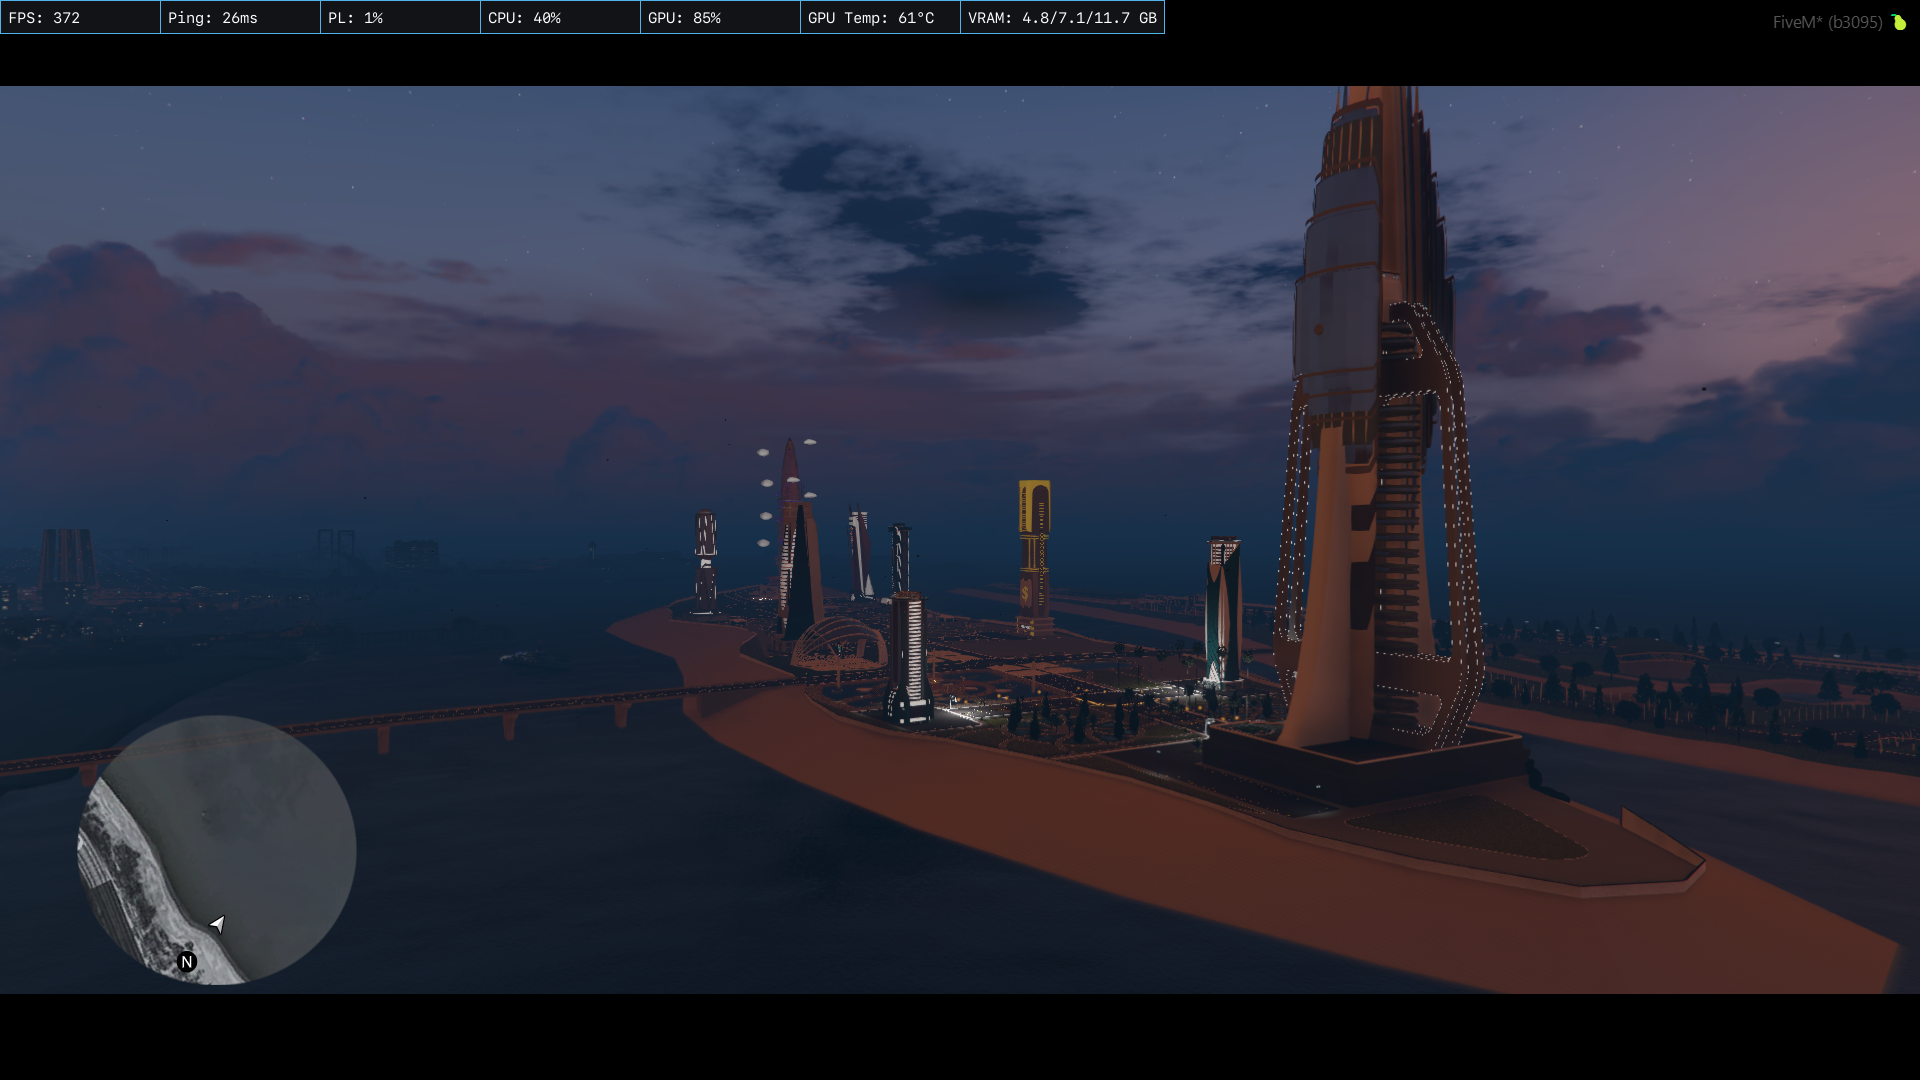 FPS: 372 Ping: 26ms PL: 1% CPU: 40% GPU: 85% GPU Temp: 61°C VRAM: 4.8/7.1/11.7 GB
FiveM* (b3095)
$
N